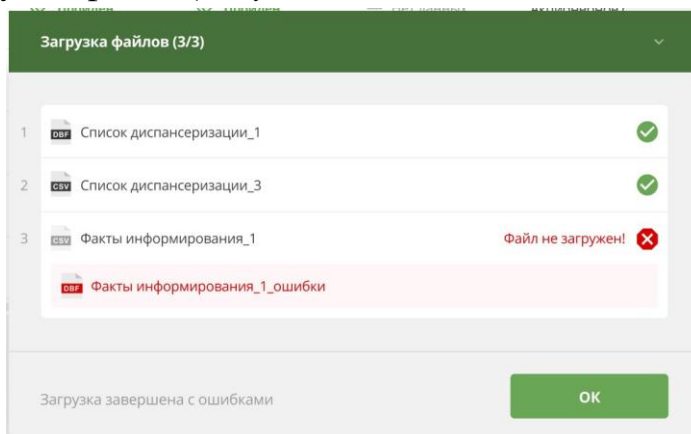 Загрузка файлов (3/3)
1 DBF Список диспансеризации_1
2 CSV Список диспансеризации_3
3 CSV Факты информирования_1 Файл не загружен!
DBF Факты информирования_1_ошибки
Загрузка завершена с ошибками ОК